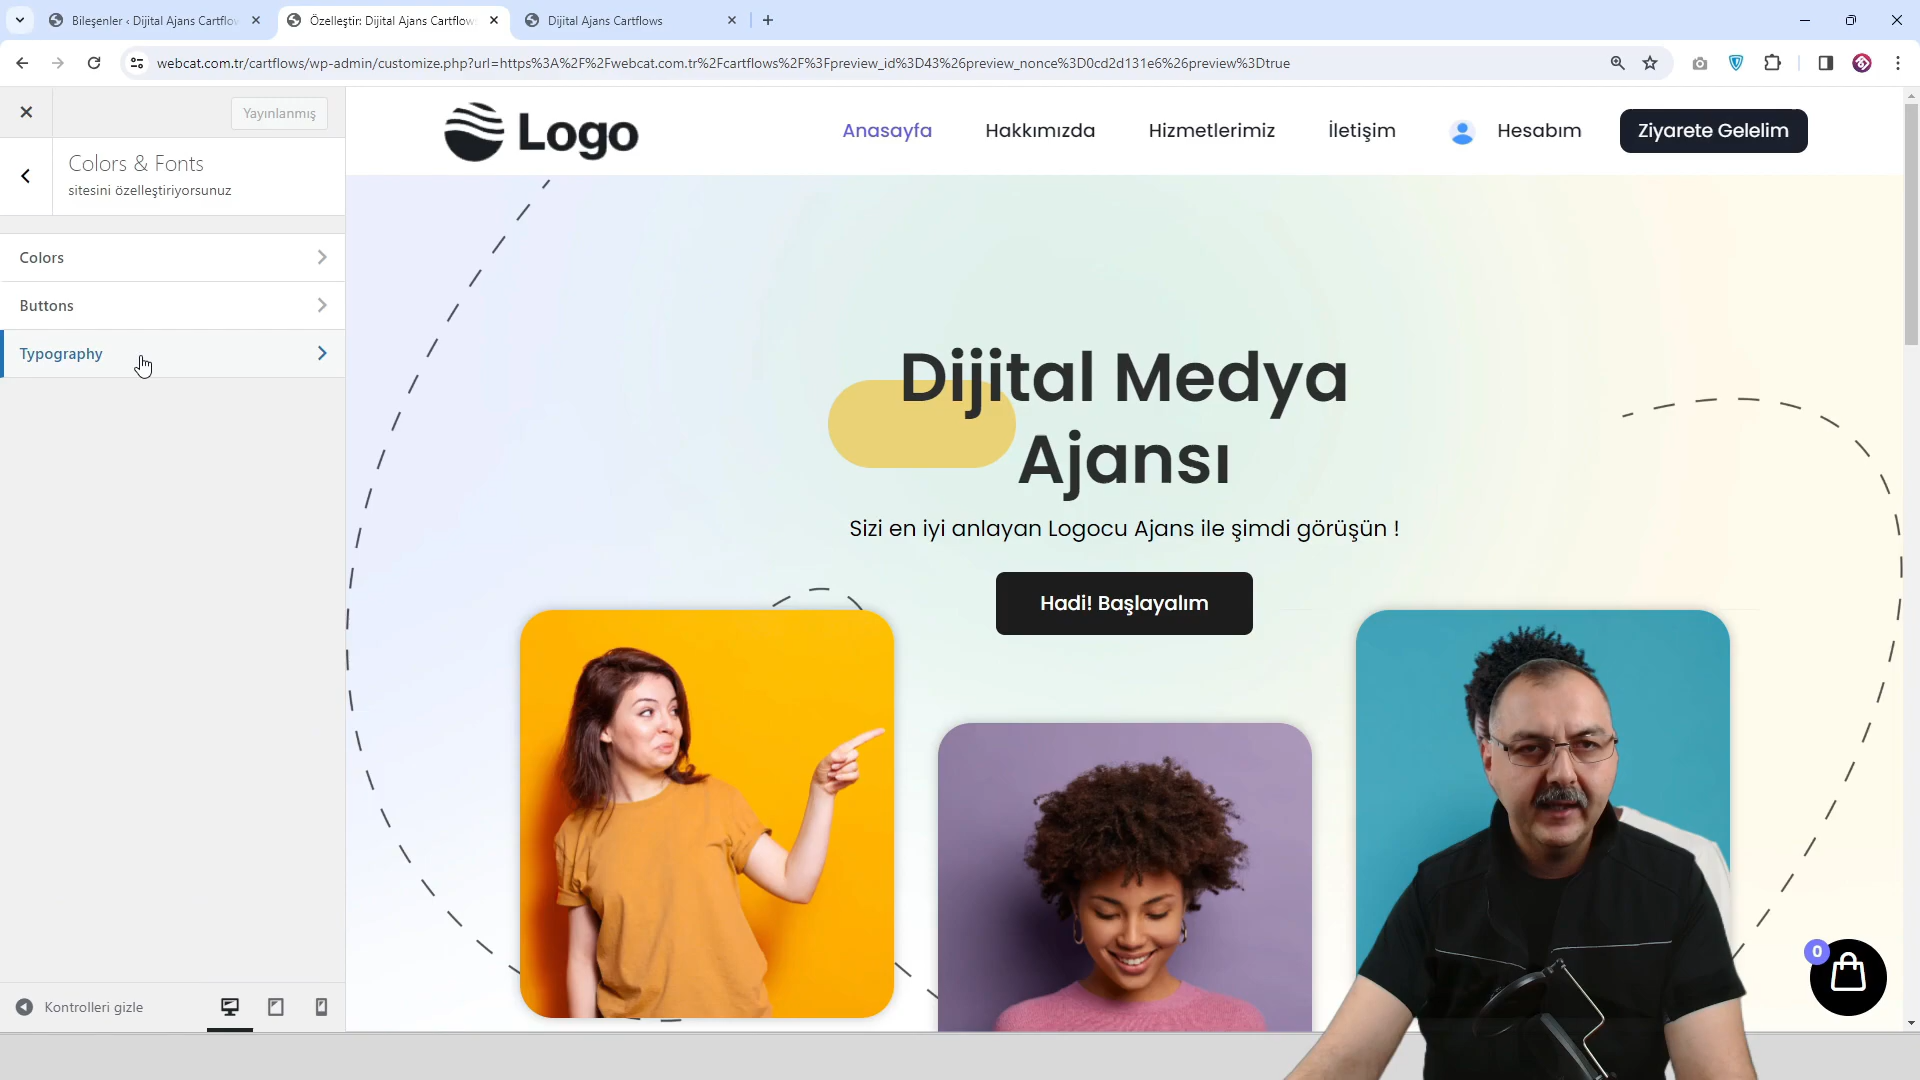 Bileşenler ‹ Dijital Ajans Cartflo
Özelleştir: Dijital Ajans Cartflow
Dijital Ajans Cartflows
webcat.com.tr/cartflows/wp-admin/customize.php?url=https%3A%2F%2Fwebcat.com.tr%2Fcartflows%2F%3Fpreview_id%3D43%26preview_nonce%3D0cd2d131e6%26preview%3Dtrue
Yayınlanmış
Colors & Fonts
sitesini özelleştiriyorsunuz
Colors
Buttons
Typography
Kontrolleri gizle
Logo
Anasayfa
Hakkımızda
Hizmetlerimiz
İletişim
Hesabım
Ziyarete Gelelim
Dijital Medya
Ajansı
Sizi en iyi anlayan Logocu Ajans ile şimdi görüşün !
Hadi! Başlayalım
0